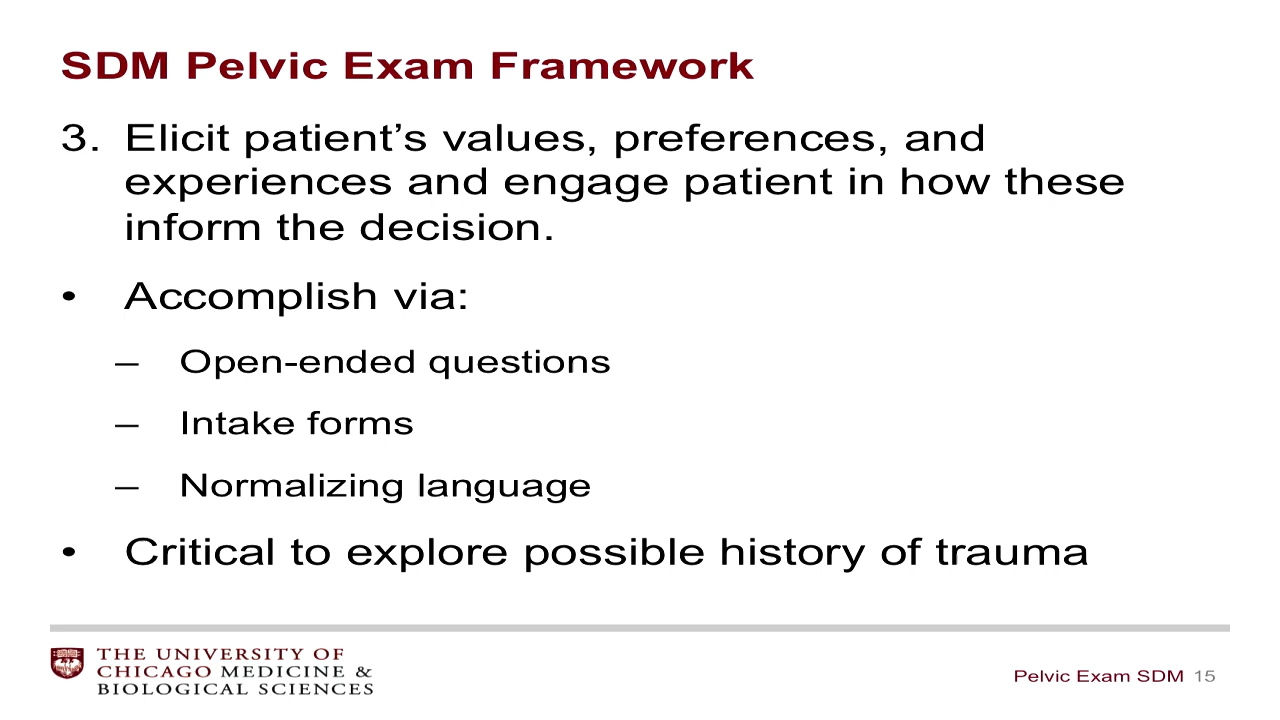 SDM Pelvic Exam Framework
3. Elicit patient’s values, preferences, and
experiences and engage patient in how these
inform the decision.
• Accomplish via:
– Open-ended questions
– Intake forms
– Normalizing language
• Critical to explore possible history of trauma
THE UNIVERSITY OF
CHICAGO MEDICINE &
BIOLOGICAL SCIENCES
Pelvic Exam SDM 15